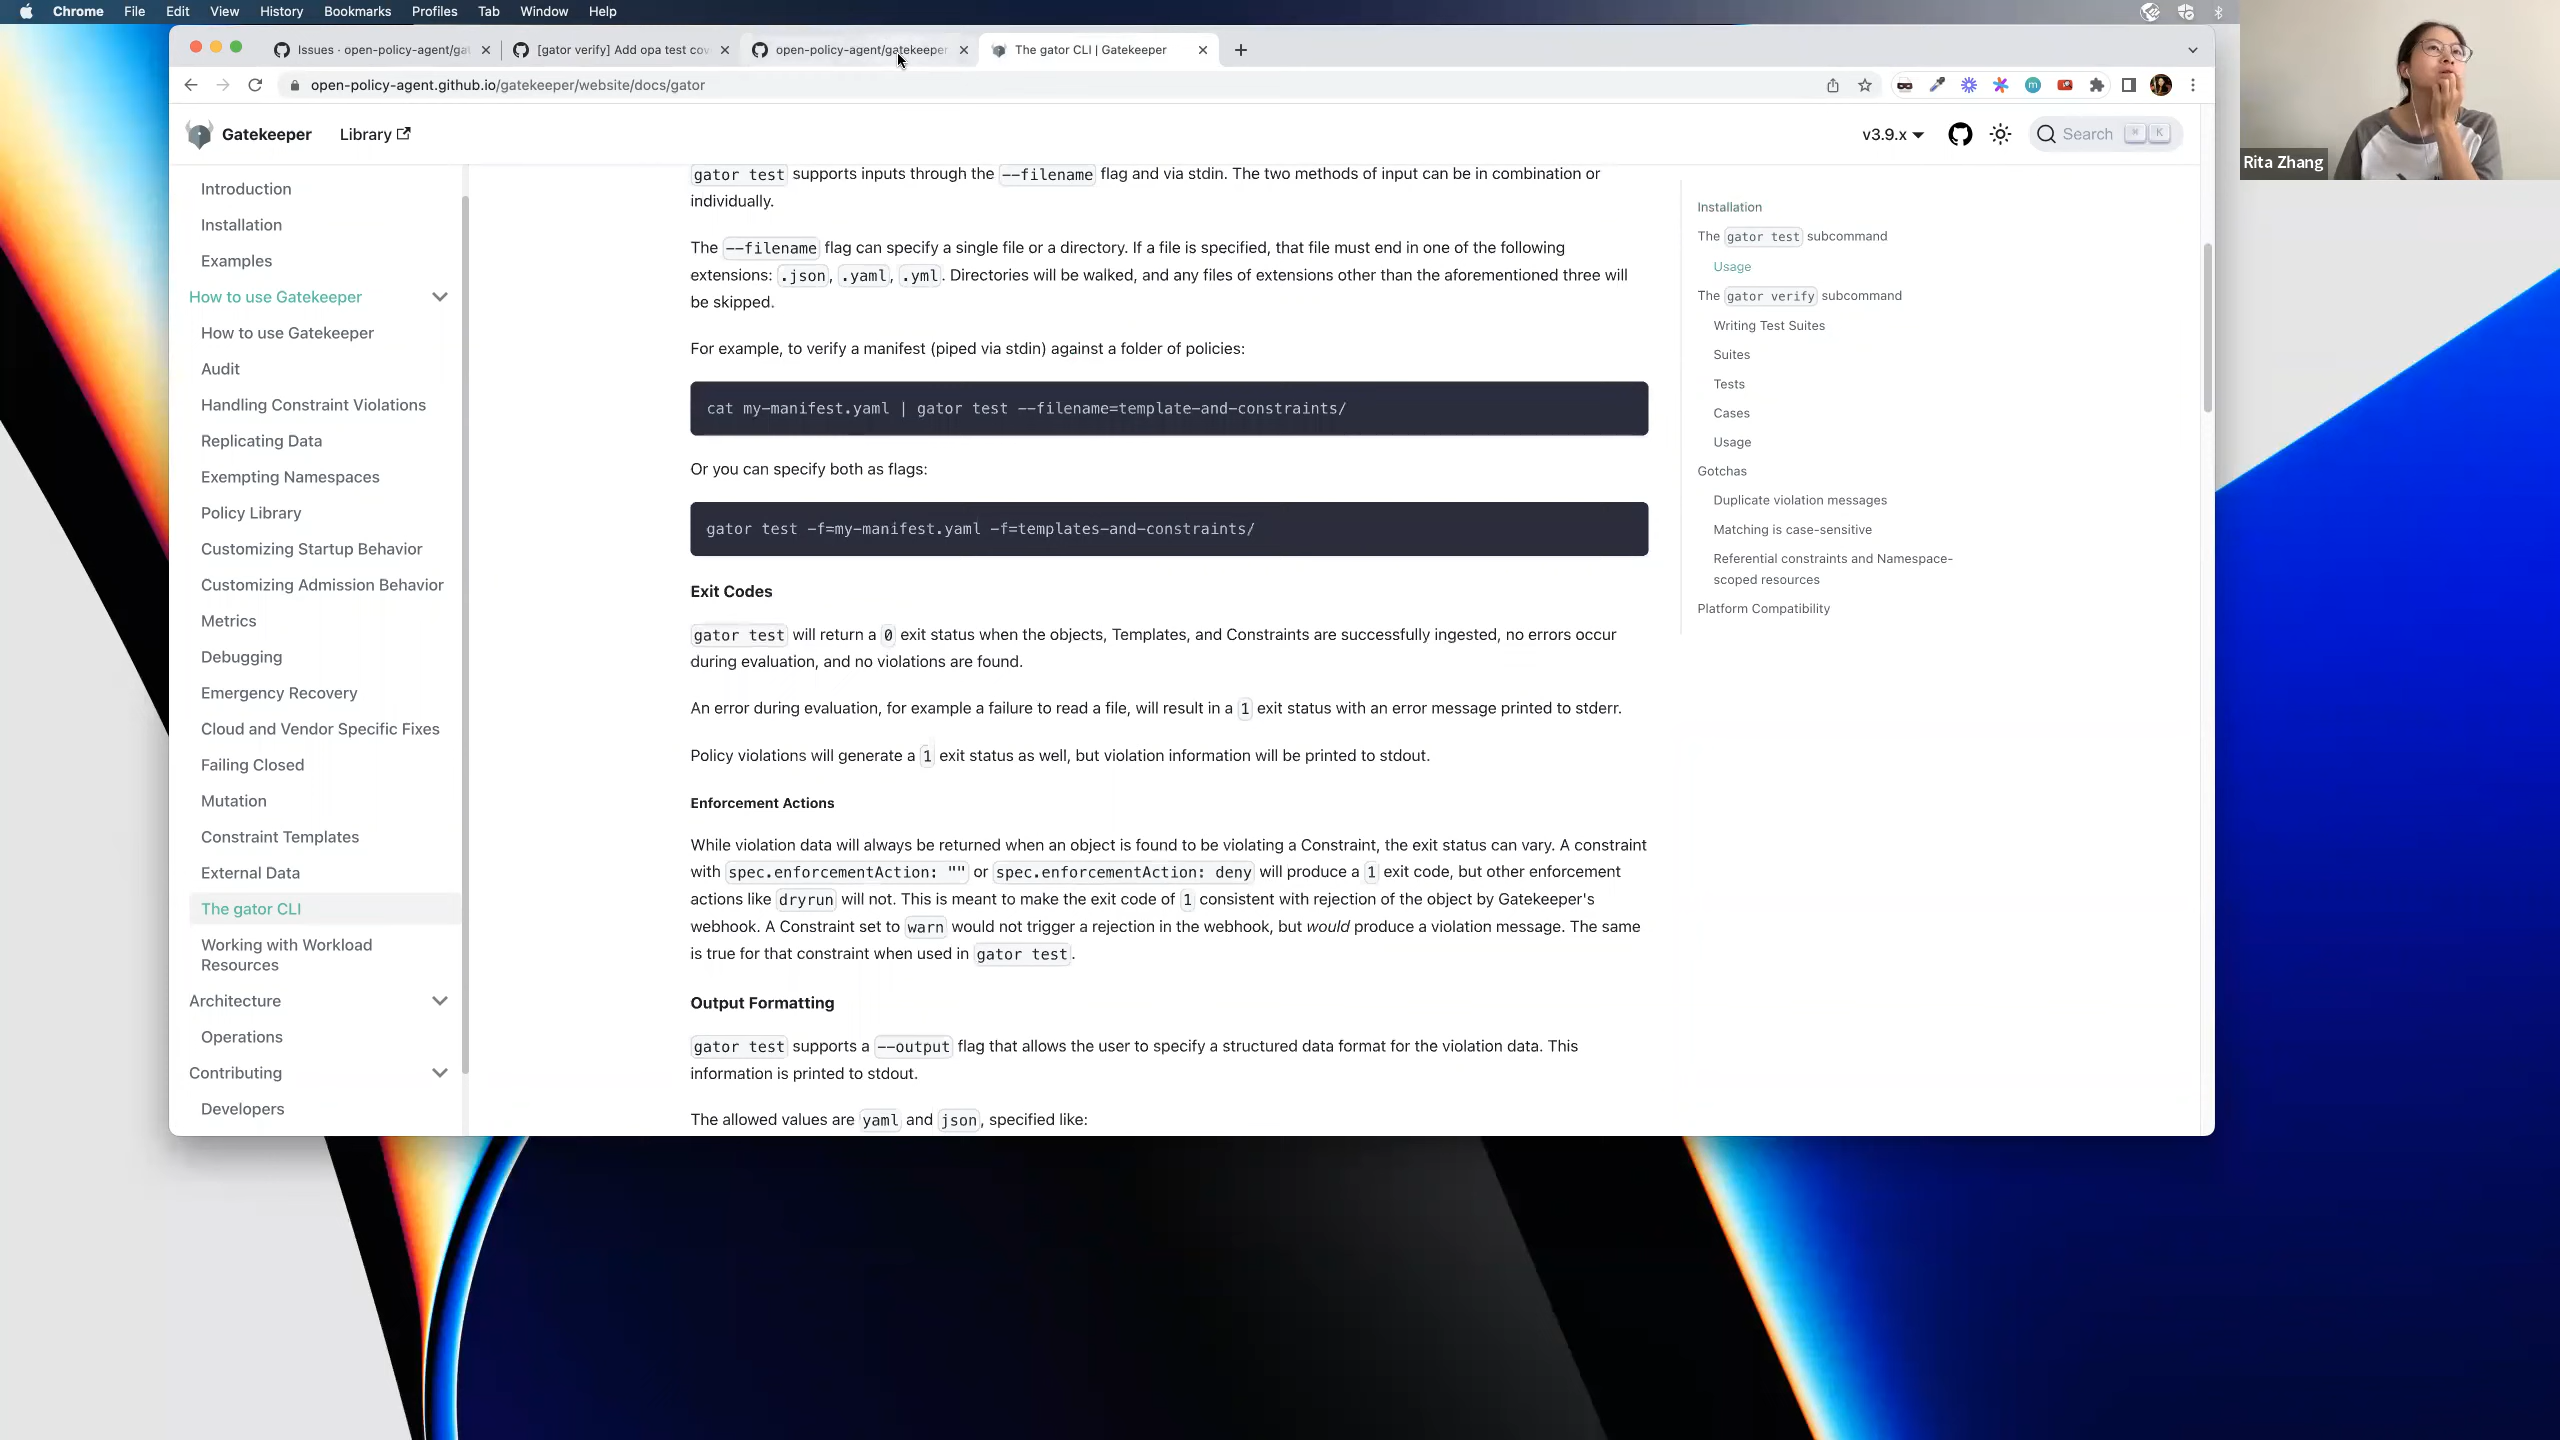 Chrome File Edit View History Bookmarks Profiles Tab Window Help
Issues · open-policy-agent/gat
[gator verify] Add opa test cov
open-policy-agent/gatekeeper
The gator CLI | Gatekeeper
open-policy-agent.github.io/gatekeeper/website/docs/gator
Gatekeeper
Library
v3.9.x
Search ⌘ K
Rita Zhang
Introduction
Installation
Examples
How to use Gatekeeper
How to use Gatekeeper
Audit
Handling Constraint Violations
Replicating Data
Exempting Namespaces
Policy Library
Customizing Startup Behavior
Customizing Admission Behavior
Metrics
Debugging
Emergency Recovery
Cloud and Vendor Specific Fixes
Failing Closed
Mutation
Constraint Templates
External Data
The gator CLI
Working with Workload
Resources
Architecture
Operations
Contributing
Developers
gator test supports inputs through the --filename flag and via stdin. The two methods of input can be in combination or
individually.
The --filename flag can specify a single file or a directory. If a file is specified, that file must end in one of the following
extensions: .json, .yaml, .yml. Directories will be walked, and any files of extensions other than the aforementioned three will
be skipped.
For example, to verify a manifest (piped via stdin) against a folder of policies:
cat my-manifest.yaml | gator test --filename=template-and-constraints/
Or you can specify both as flags:
gator test -f=my-manifest.yaml -f=templates-and-constraints/
Exit Codes
gator test will return a 0 exit status when the objects, Templates, and Constraints are successfully ingested, no errors occur
during evaluation, and no violations are found.
An error during evaluation, for example a failure to read a file, will result in a 1 exit status with an error message printed to stderr.
Policy violations will generate a 1 exit status as well, but violation information will be printed to stdout.
Enforcement Actions
While violation data will always be returned when an object is found to be violating a Constraint, the exit status can vary. A constraint
with spec.enforcementAction: "" or spec.enforcementAction: deny will produce a 1 exit code, but other enforcement
actions like dryrun will not. This is meant to make the exit code of 1 consistent with rejection of the object by Gatekeeper's
webhook. A Constraint set to warn would not trigger a rejection in the webhook, but would produce a violation message. The same
is true for that constraint when used in gator test.
Output Formatting
gator test supports a --output flag that allows the user to specify a structured data format for the violation data. This
information is printed to stdout.
The allowed values are yaml and json, specified like:
Installation
The gator test subcommand
Usage
The gator verify subcommand
Writing Test Suites
Suites
Tests
Cases
Usage
Gotchas
Duplicate violation messages
Matching is case-sensitive
Referential constraints and Namespace-
scoped resources
Platform Compatibility